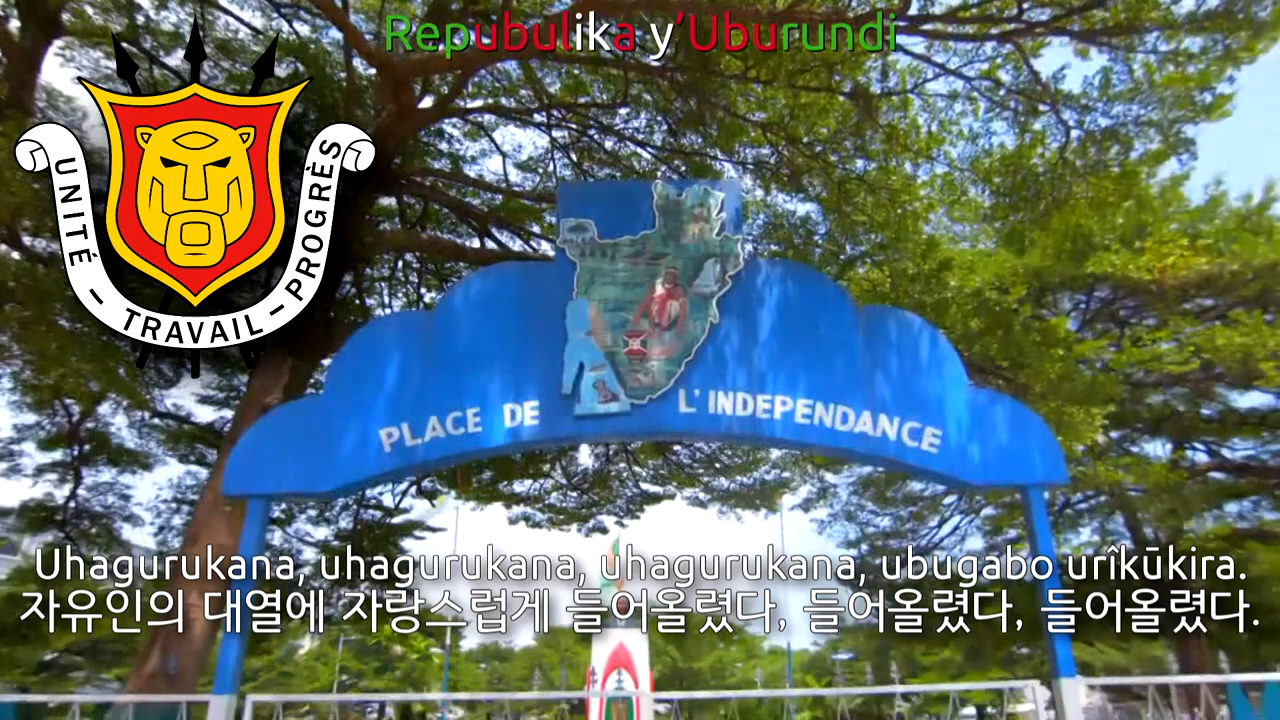 Republika y'Uburundi
UNITÉ - TRAVAIL - PROGRÈS
PLACE DE L'INDEPENDANCE
Uhagurukana, uhagurukana, uhagurukana, ubugabo urîkūkira.
자유인의 대열에 자랑스럽게 들어올렸다, 들어올렸다, 들어올렸다.